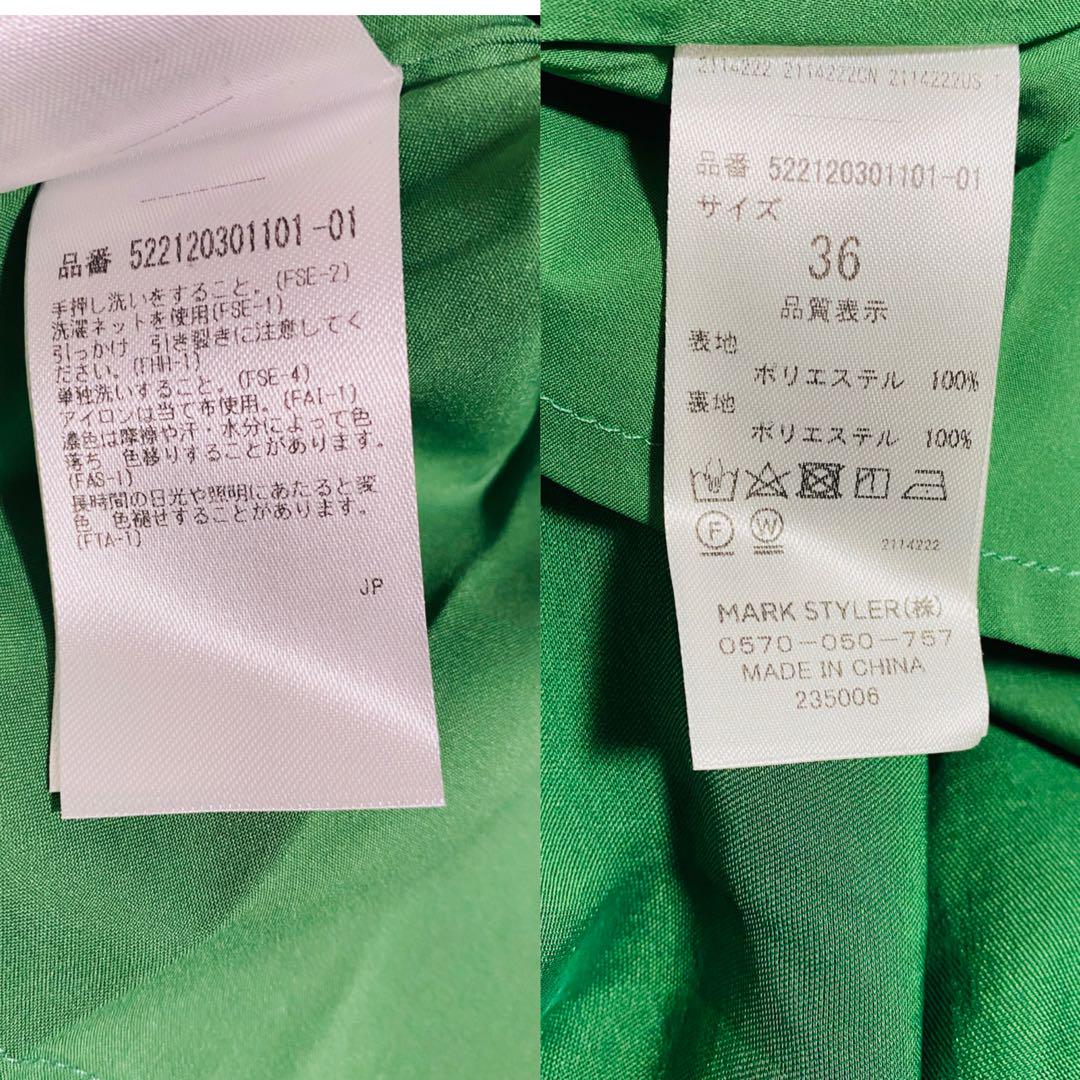 品番 522120301101-01
手押し洗いをすること。(FSE-2)
洗濯ネットを使用(FSE-1)
引っかけ 引き裂きに注意してく
ださい。(FHH-1)
単独洗いすること。(FSE-4)
アイロンは当て布使用。(FAI-1)
濃色は摩擦や汗・水分によって色
落ち 色移りすることがあります。
(FAS-1)
長時間の日光や照明にあたると変
色 色褪せすることがあります。
(FTA-1)
JP
2114222 2114222CN 2114222US T
品番 522120301101-01
サイズ
36
品質表示
表地
ポリエステル 100%
裏地
ポリエステル 100%
F W
2114222
MARK STYLER(株)
0570-050-757
MADE IN CHINA
235006